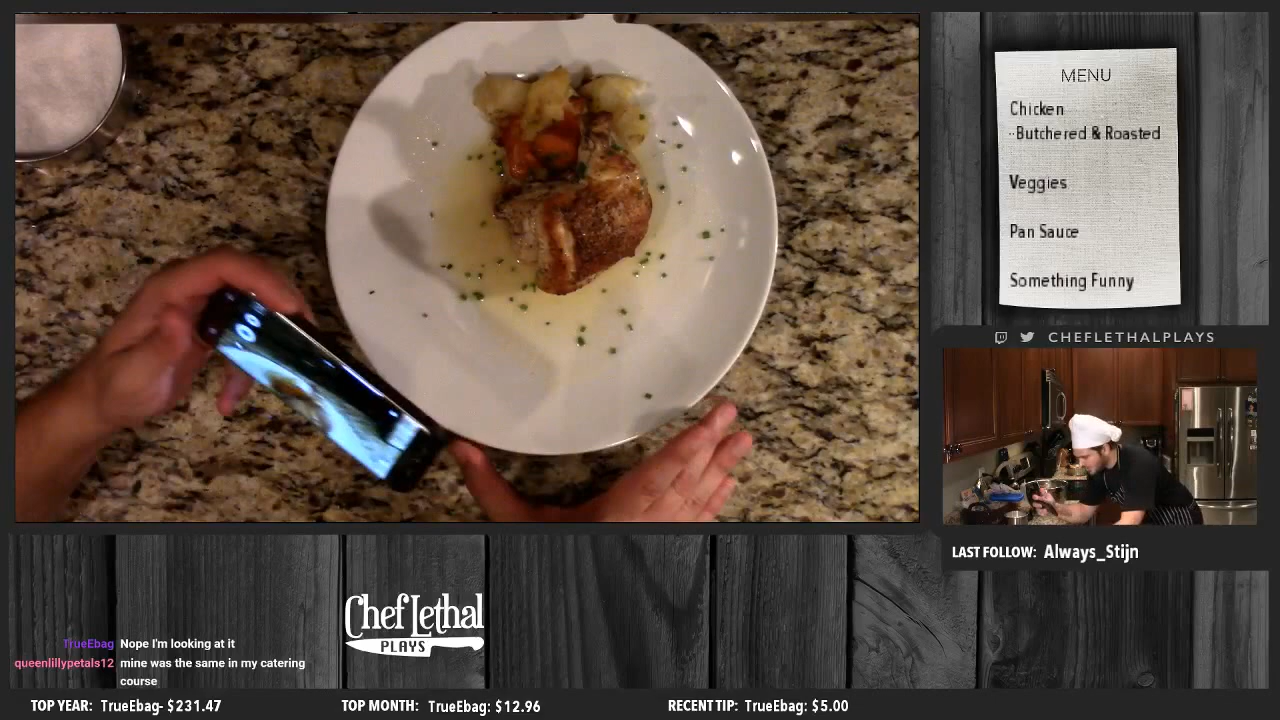 MENU
Chicken
··Butchered & Roasted
Veggies
Pan Sauce
Something Funny
CHEFLETHALPLAYS
LAST FOLLOW: Always_Stijn
Chef Lethal
PLAYS
TrueEbag Nope I'm looking at it
queenlillypetals12 mine was the same in my catering
course
TOP YEAR: TrueEbag- $231.47
TOP MONTH: TrueEbag: $12.96
RECENT TIP: TrueEbag: $5.00